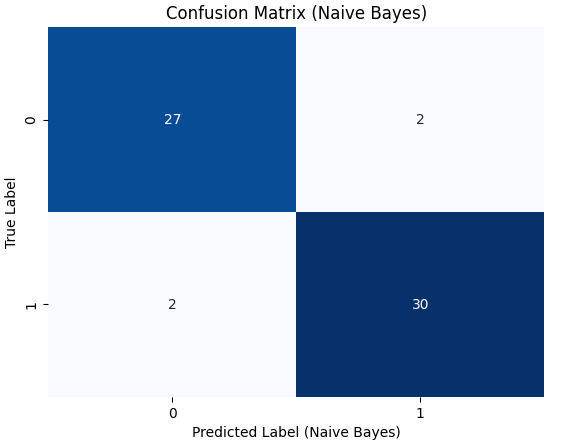 Confusion Matrix (Naive Bayes)
True Label
0
27
2
1
2
30
0
1
Predicted Label (Naive Bayes)